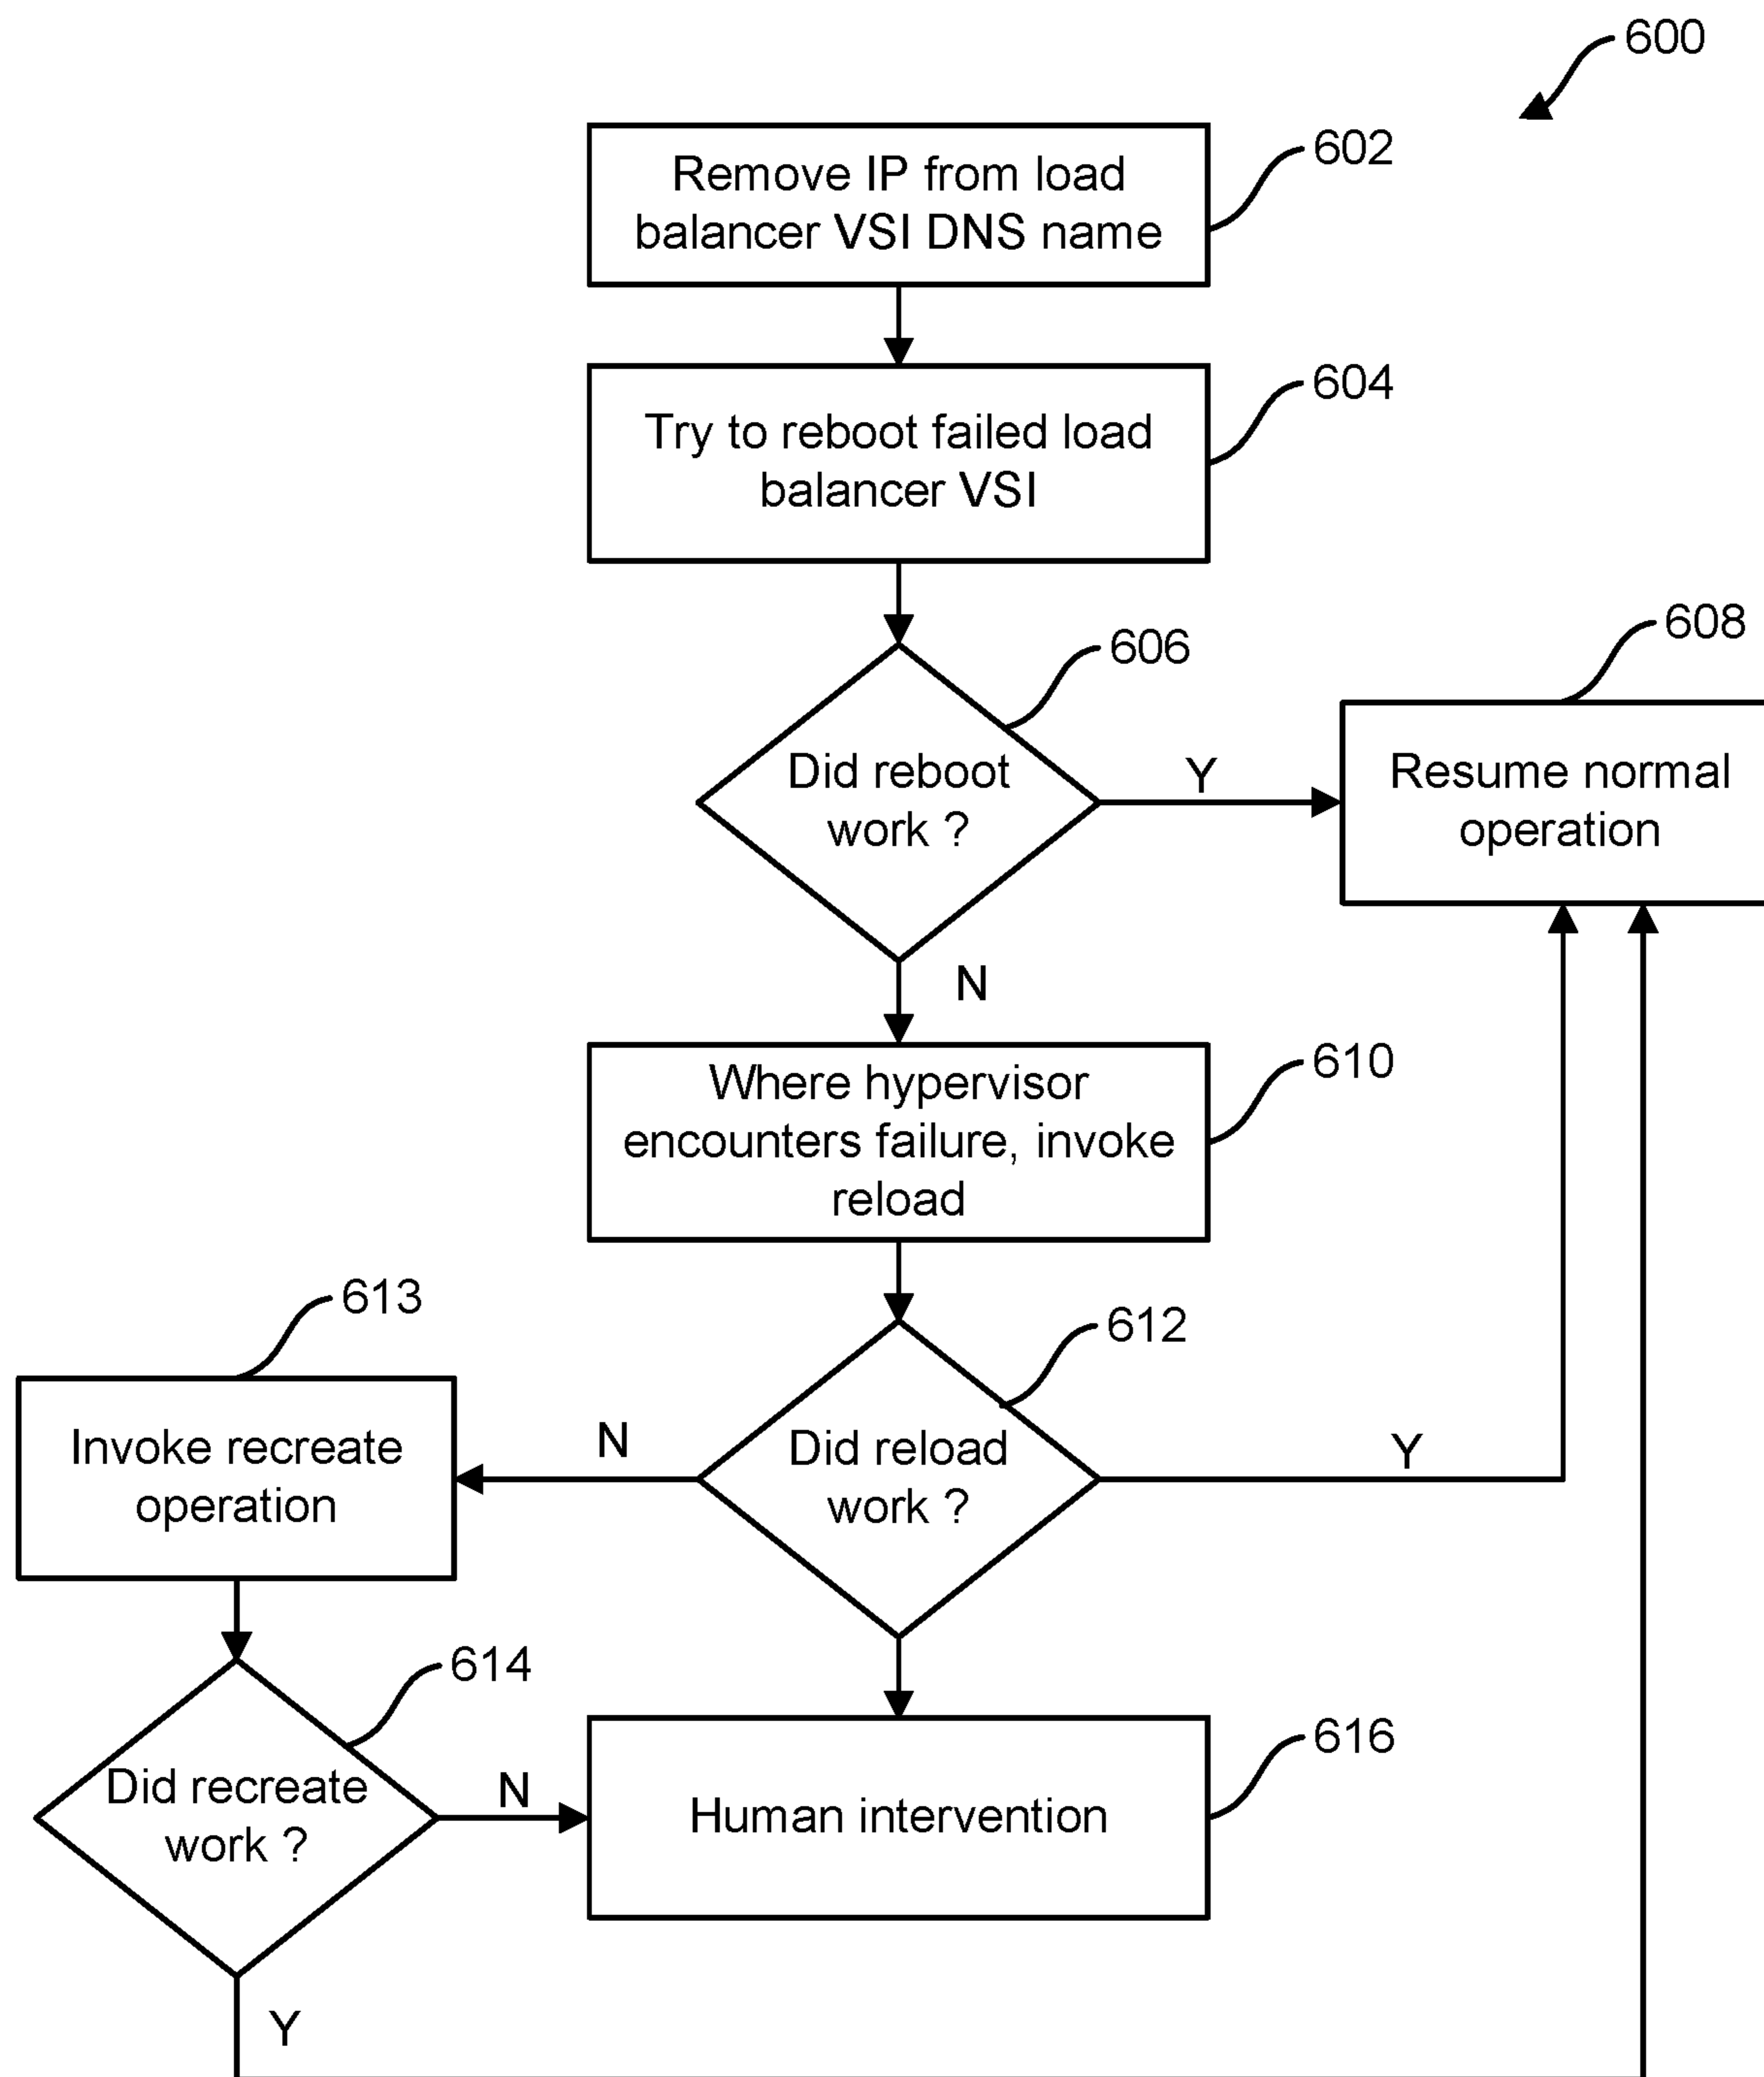 600
Remove IP from load
balancer VSI DNS name
602
Try to reboot failed load
balancer VSI
604
606
Did reboot
work ?
Y
608
Resume normal
operation
N
Where hypervisor
encounters failure, invoke
reload
610
613
612
Invoke recreate
operation
N
Did reload
work ?
Y
614
Did recreate
work ?
N
616
Human intervention
Y